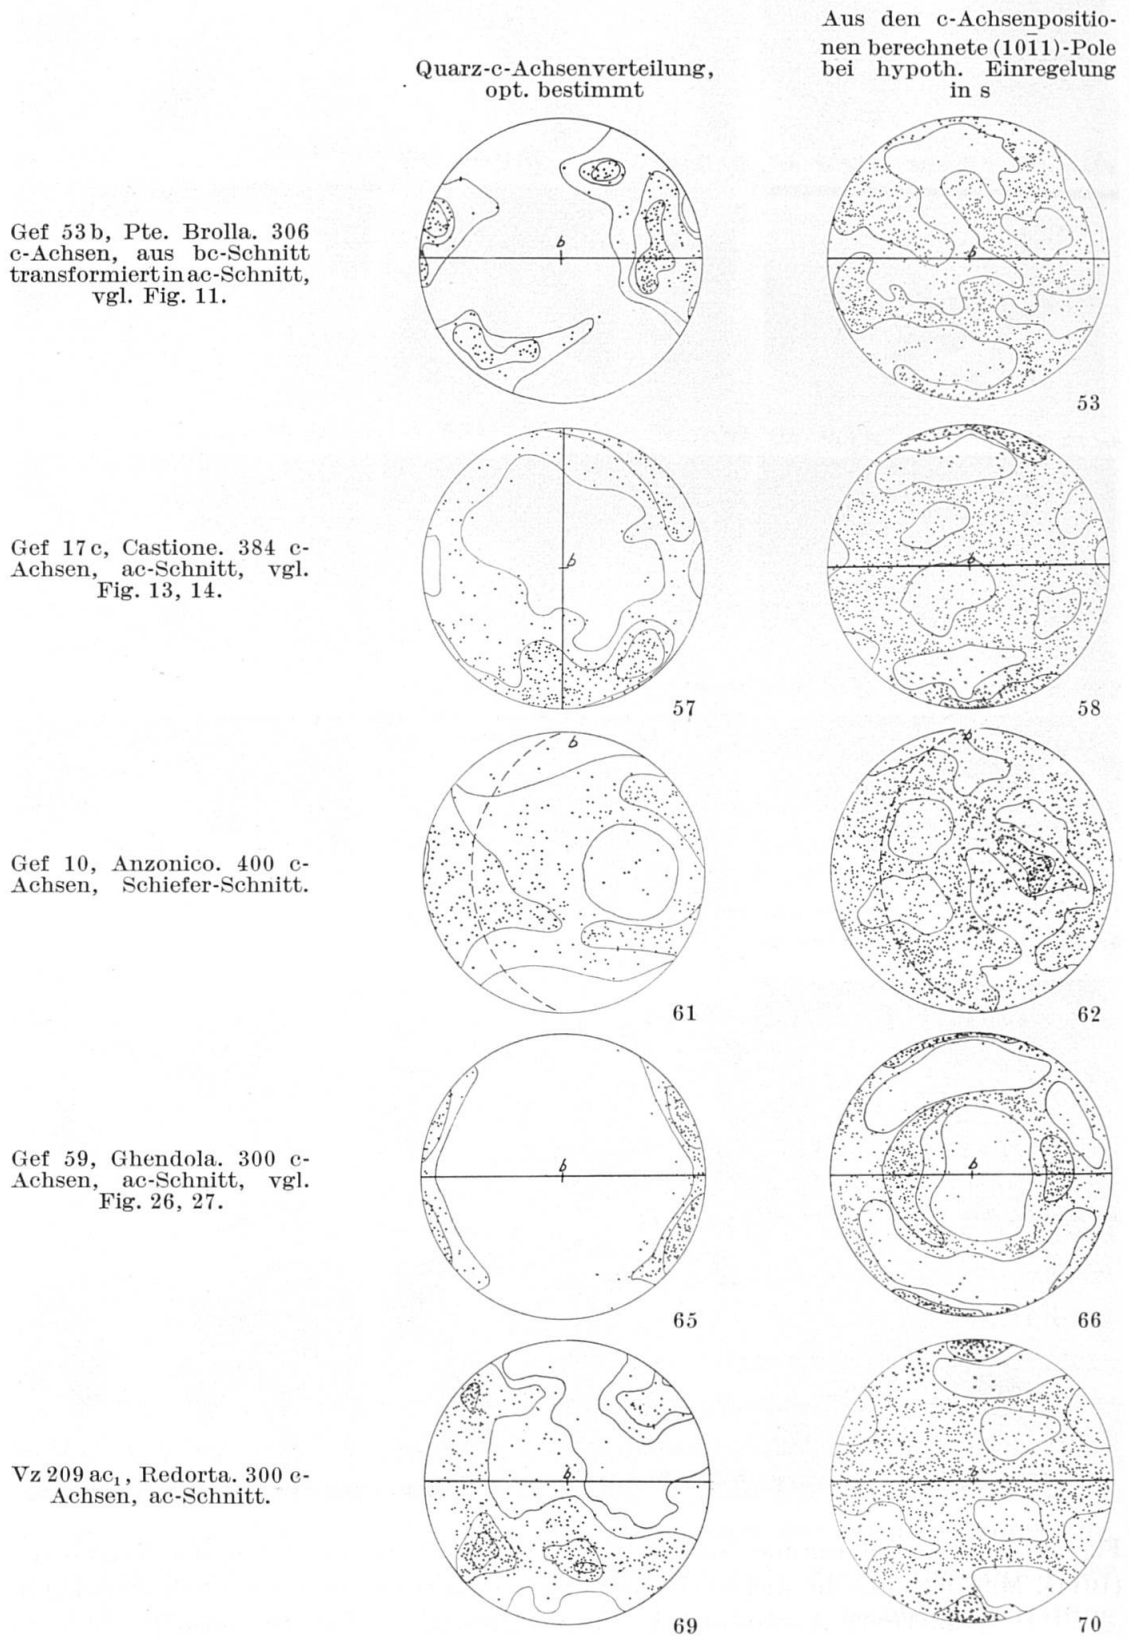 Quarz-c-Achsenverteilung,
opt. bestimmt
Aus den c-Achsenpositio-
nen berechnete (101̄1)-Pole
bei hypoth. Einregelung
in s
Gef 53b, Pte. Brolla. 306
c-Achsen, aus bc-Schnitt
transformiert in ac-Schnitt,
vgl. Fig. 11.
b
b
53
Gef 17c, Castione. 384 c-
Achsen, ac-Schnitt, vgl.
Fig. 13, 14.
b
57
b
58
Gef 10, Anzonico. 400 c-
Achsen, Schiefer-Schnitt.
b
61
b
62
Gef 59, Ghendola. 300 c-
Achsen, ac-Schnitt, vgl.
Fig. 26, 27.
b
65
b
66
Vz 209 ac₁, Redorta. 300 c-
Achsen, ac-Schnitt.
b
69
b
70